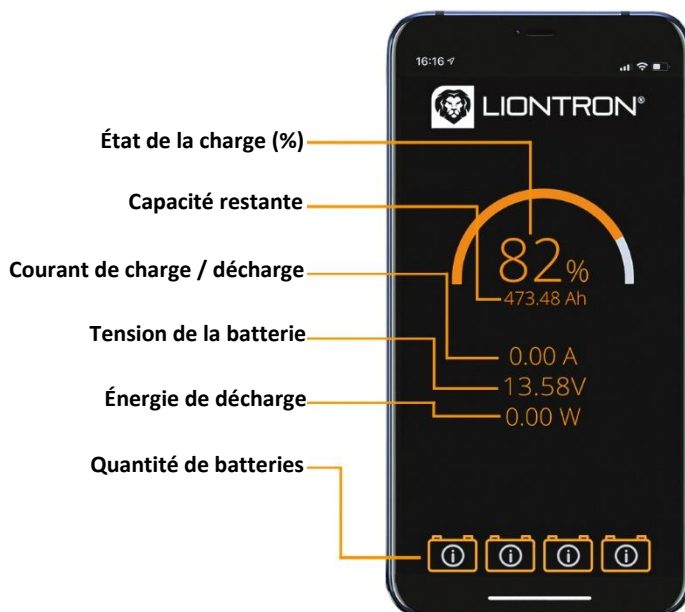 16:16
LIONTRON®
État de la charge (%)
Capacité restante
82%
473.48 Ah
Courant de charge / décharge
Tension de la batterie
Énergie de décharge
0.00 A
13.58V
0.00 W
Quantité de batteries
i i i i